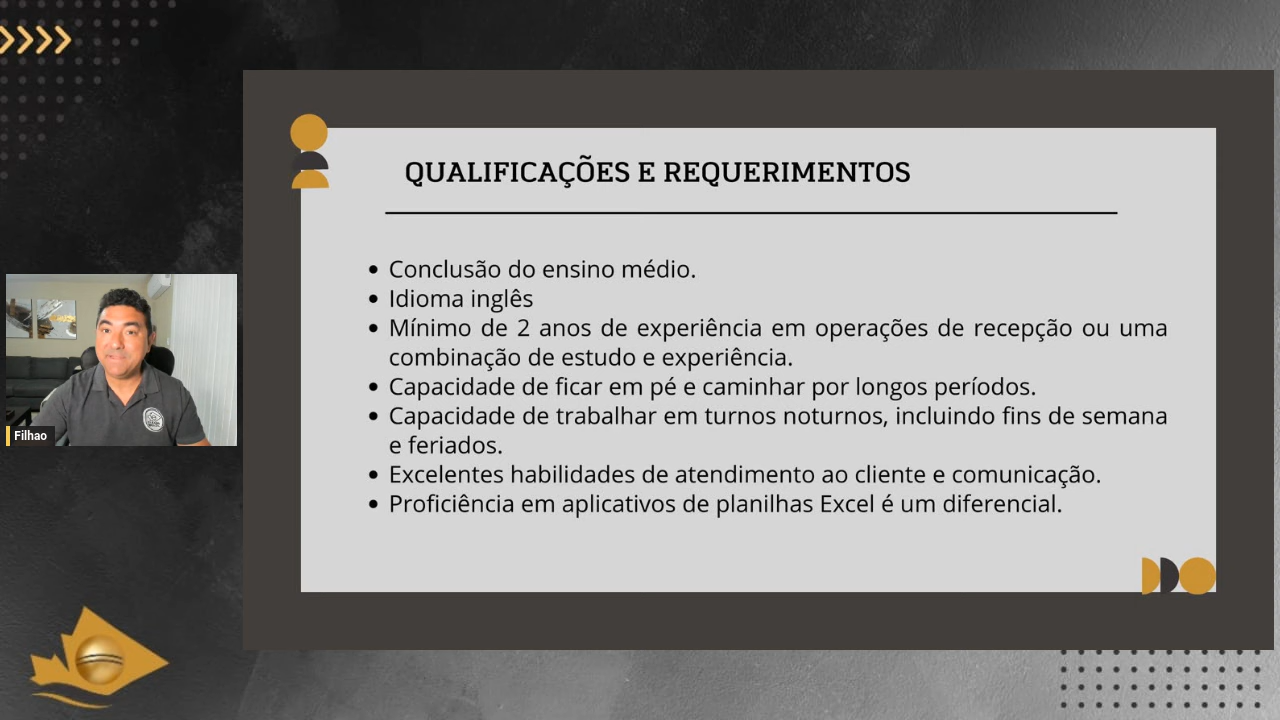 QUALIFICAÇÕES E REQUERIMENTOS
Conclusão do ensino médio.
Idioma inglês
Mínimo de 2 anos de experiência em operações de recepção ou uma
combinação de estudo e experiência.
Capacidade de ficar em pé e caminhar por longos períodos.
Capacidade de trabalhar em turnos noturnos, incluindo fins de semana
e feriados.
Excelentes habilidades de atendimento ao cliente e comunicação.
Proficiência em aplicativos de planilhas Excel é um diferencial.
Filhao